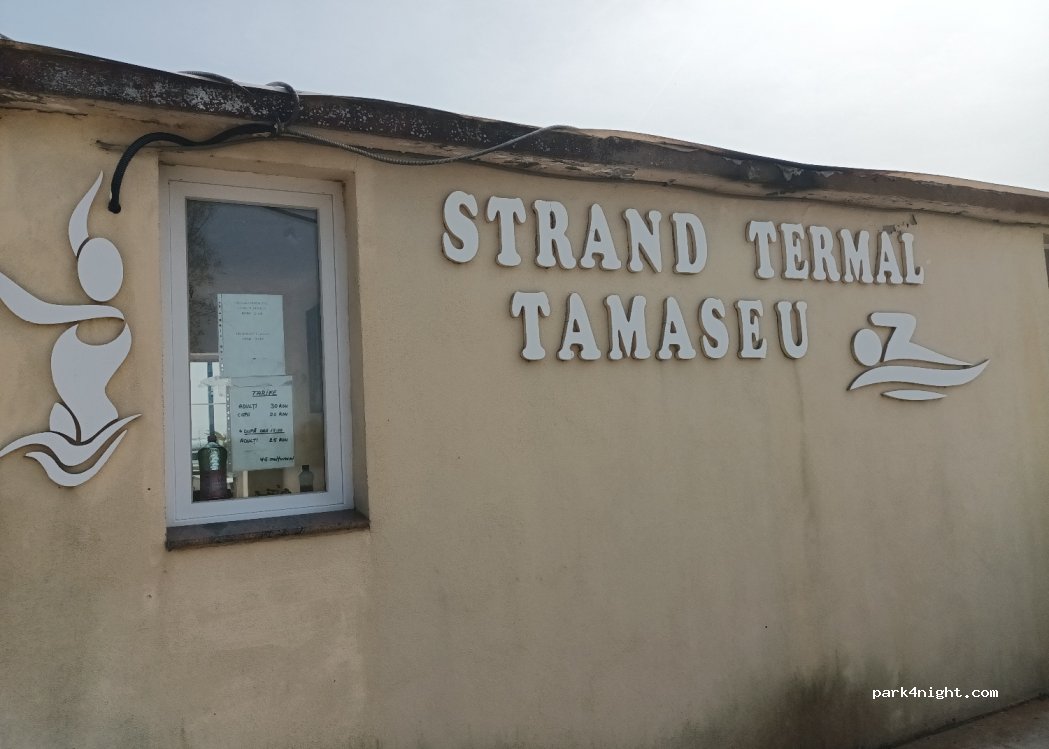 STRAND TERMAL
TAMASEU
TARIFE
ADULTI 30 RON
COPII 20 RON
ADULTI 25 RON
park4night.com